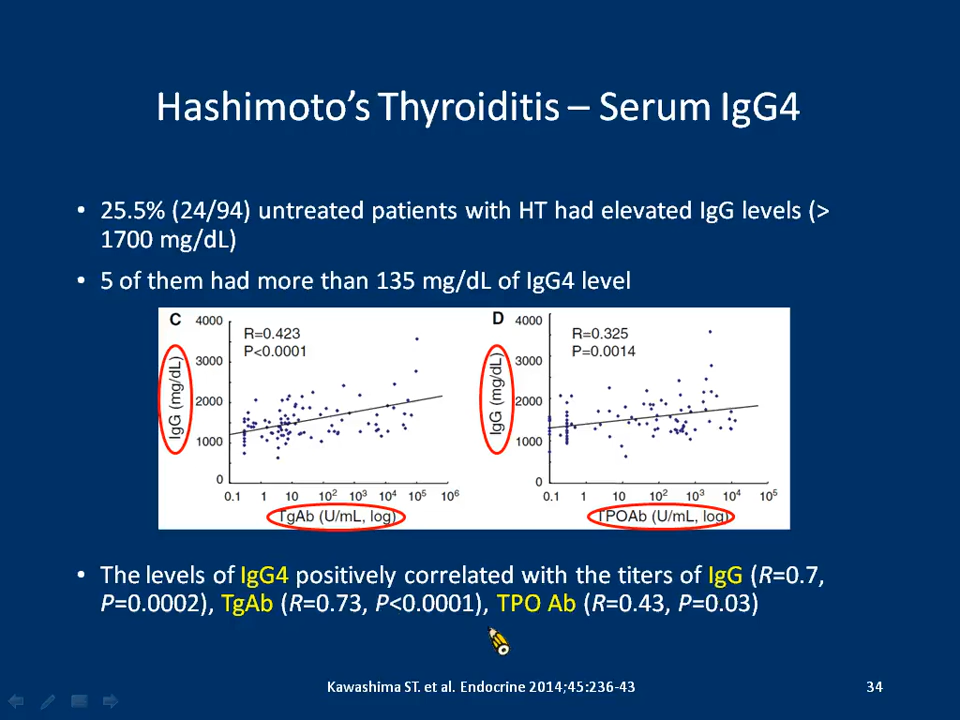 Hashimoto's Thyroiditis – Serum IgG4
• 25.5% (24/94) untreated patients with HT had elevated IgG levels (>
1700 mg/dL)
• 5 of them had more than 135 mg/dL of IgG4 level
C
4000
3000
2000
1000
0
IgG (mg/dL)
R=0.423
P<0.0001
0.1 1 10 10² 10³ 10⁴ 10⁵ 10⁶
TgAb (U/mL, log)
D
4000
3000
2000
1000
0
IgG (mg/dL)
R=0.325
P=0.0014
0.1 1 10 10² 10³ 10⁴ 10⁵
TPOAb (U/mL, log)
• The levels of IgG4 positively correlated with the titers of IgG (R=0.7,
P=0.0002), TgAb (R=0.73, P<0.0001), TPO Ab (R=0.43, P=0.03)
Kawashima ST. et al. Endocrine 2014;45:236-43
34